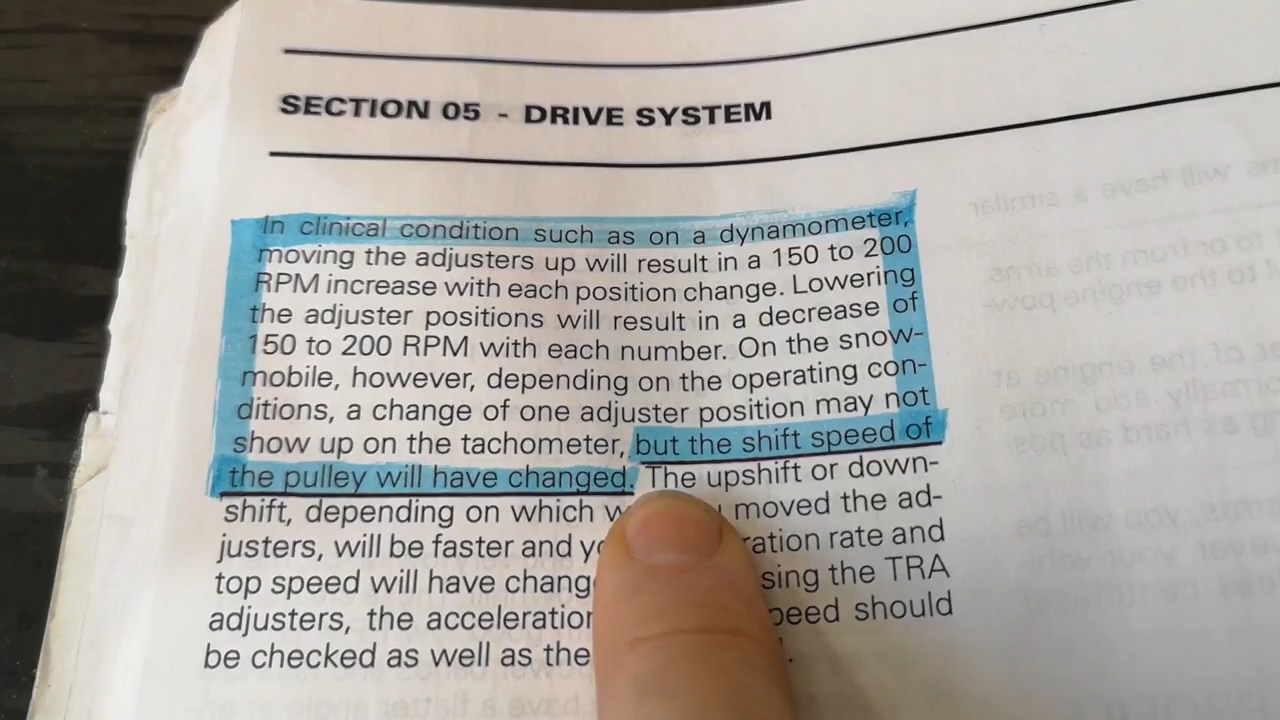 SECTION 05 - DRIVE SYSTEM
In clinical condition such as on a dynamometer,
moving the adjusters up will result in a 150 to 200
RPM increase with each position change. Lowering
the adjuster positions will result in a decrease of
150 to 200 RPM with each number. On the snow-
mobile, however, depending on the operating con-
ditions, a change of one adjuster position may not
show up on the tachometer, but the shift speed of
the pulley will have changed. The upshift or down-
shift, depending on which moved the ad-
justers, will be faster and rate and
top speed will have the TRA
adjusters, the should
be checked as well as the